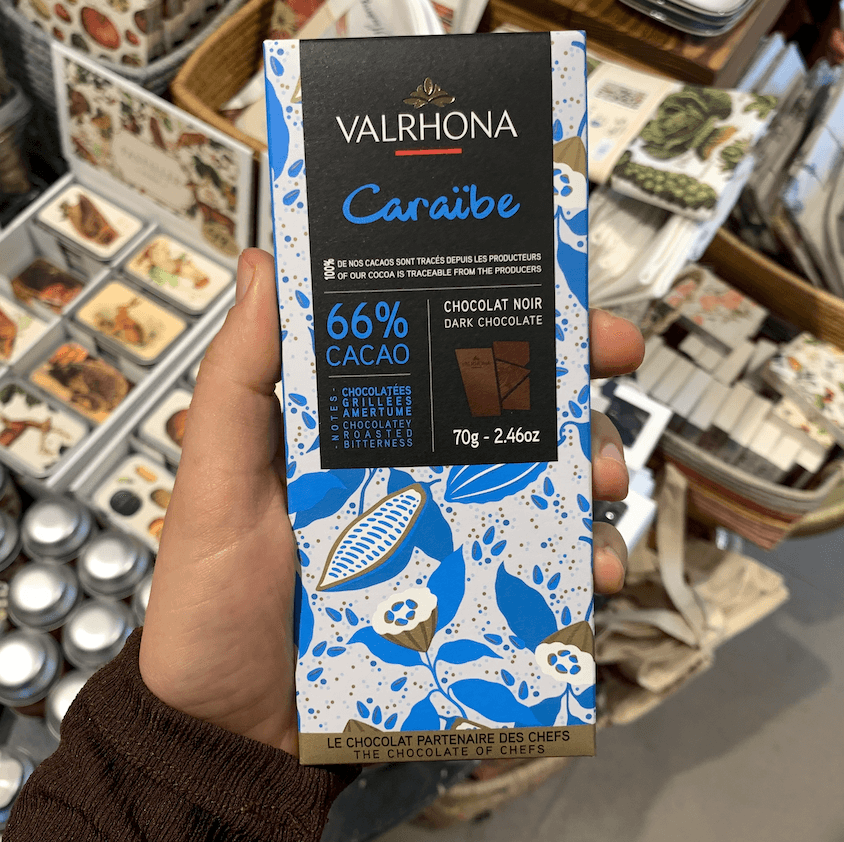 VALRHONA
Caraïbe
100% DE NOS CACAOS SONT TRACÉS DEPUIS LES PRODUCTEURS
OF OUR COCOA IS TRACEABLE FROM THE PRODUCERS
66%
CACAO
- NOTES -
CHOCOLATÉES
GRILLÉES
AMERTUME
CHOCOLATEY
ROASTED
BITTERNESS
CHOCOLAT NOIR
DARK CHOCOLATE
VALRHONA
70g - 2.46oz
LE CHOCOLAT PARTENAIRE DES CHEFS
THE CHOCOLATE OF CHEFS